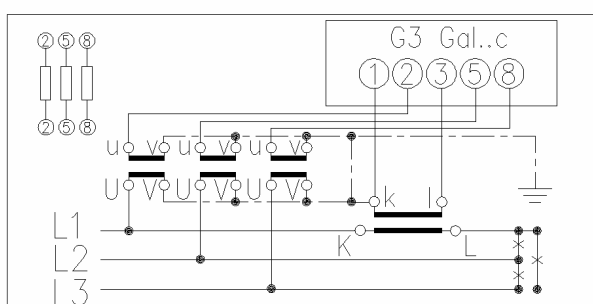 G3 Gal..c
2 5 8
1 2 3 5 8
2 5 8
u v u v u v
U V U V U V
k l
L1
K L
L2
L3